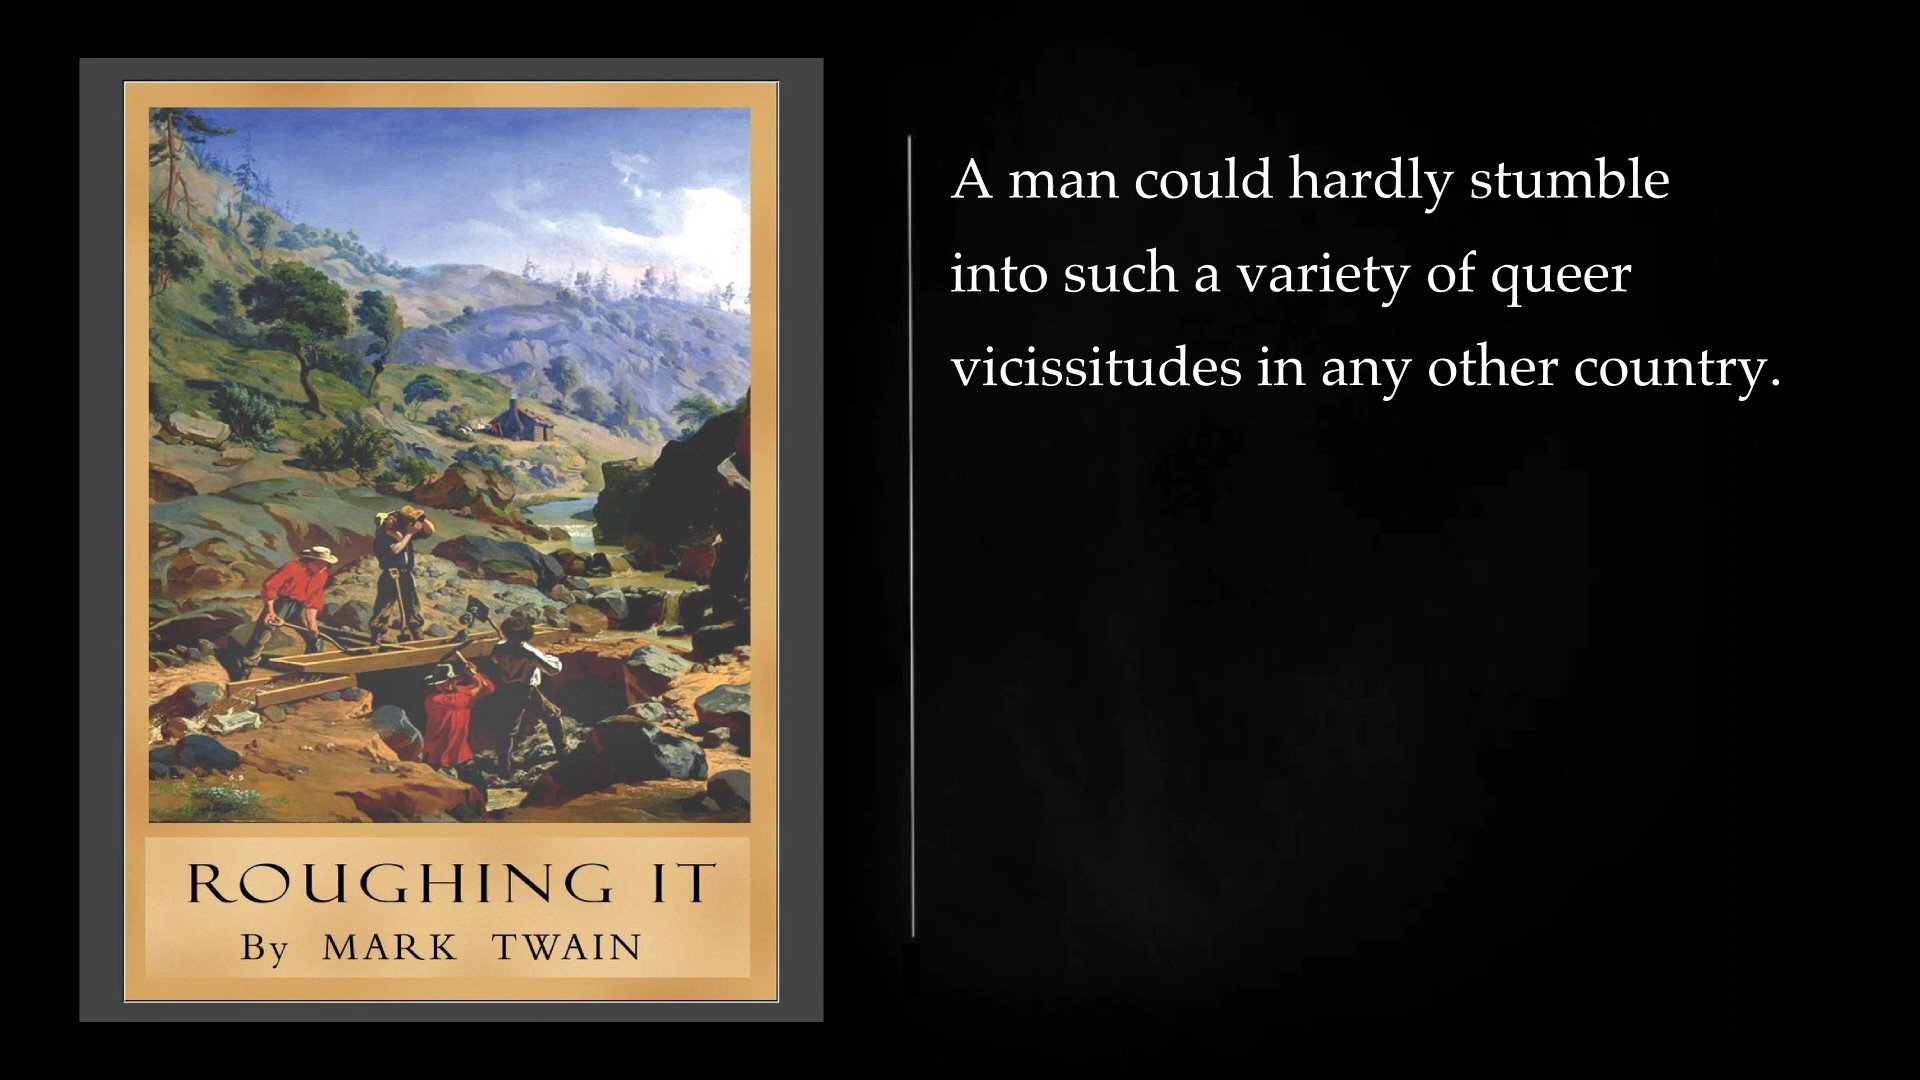 ROUGHING IT
By MARK TWAIN
A man could hardly stumble
into such a variety of queer
vicissitudes in any other country.